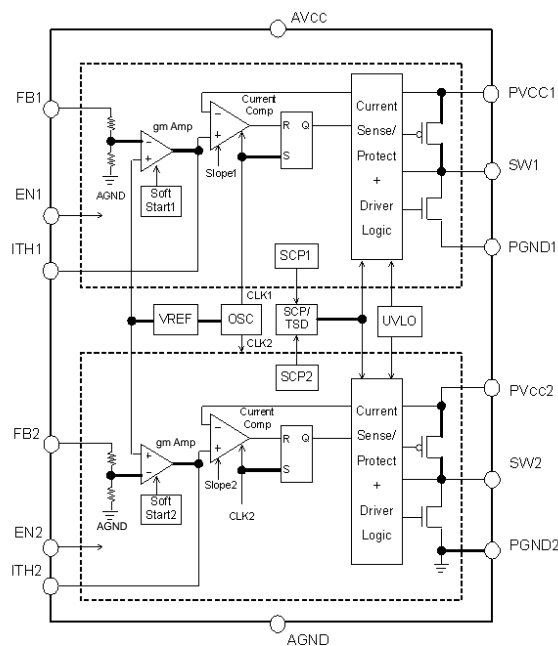 AVCC
FB1
PVCC1
gm Amp
Current
Comp
Current
Sense/
Protect
+
Driver
Logic
R Q
S
-
+
-
+
AGND
Slope1
SW1
EN1
Soft
Start1
ITH1
PGND1
SCP1
CLK1
VREF
OSC
SCP/
TSD
UVLO
CLK2
SCP2
PVcc2
FB2
gm Amp
Current
Comp
Current
Sense/
Protect
+
Driver
Logic
R Q
S
-
+
+
-
AGND
Slope2
SW2
Soft
Start2
CLK2
EN2
PGND2
ITH2
AGND